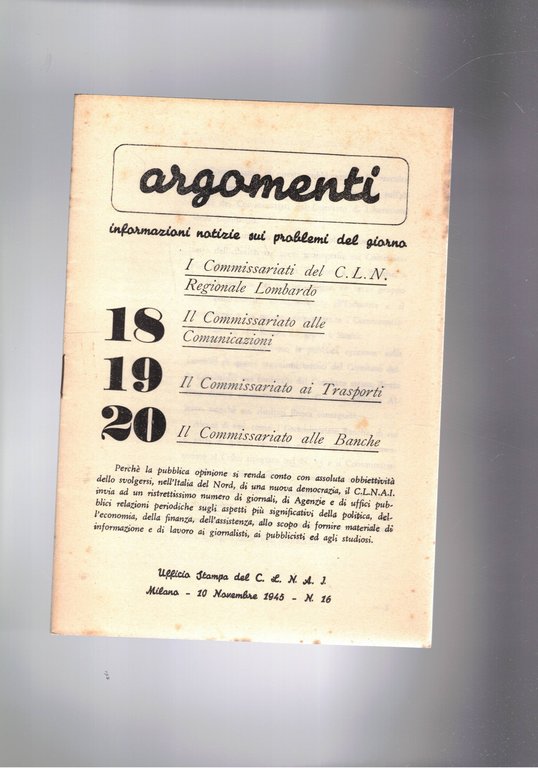 argomenti
informazioni notizie sui problemi del giorno
I Commissariati del C.L.N.
Regionale Lombardo
18 Il Commissariato alle
Comunicazioni
19 Il Commissariato ai Trasporti
20 Il Commissariato alle Banche
Perchè la pubblica opinione si renda conto con assoluta obbiettività
dello svolgersi, nell'Italia del Nord, di una nuova democrazia, il C.L.N.A.I.
invia ad un ristrettissimo numero di giornali, di Agenzie e di uffici pub-
blici relazioni periodiche sugli aspetti più significativi della politica, del-
l'economia, della finanza, dell'assistenza, allo scopo di fornire materiale di
informazione e di lavoro ai giornalisti, ai pubblicisti ed agli studiosi.
Ufficio Stampa del C. L. N. A. I.
Milano - 10 Novembre 1945 - N. 16